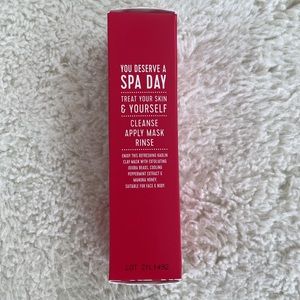 YOU DESERVE A
SPA DAY
TREAT YOUR SKIN
& YOURSELF
CLEANSE
APPLY MASK
RINSE
ENJOY THIS REFRESHING KAOLIN
CLAY MASK WITH EXFOLIATING
JOJOBA BEADS, COOLING
PEPPERMINT EXTRACT &
MANUKA HONEY.
SUITABLE FOR FACE & BODY.
LOT